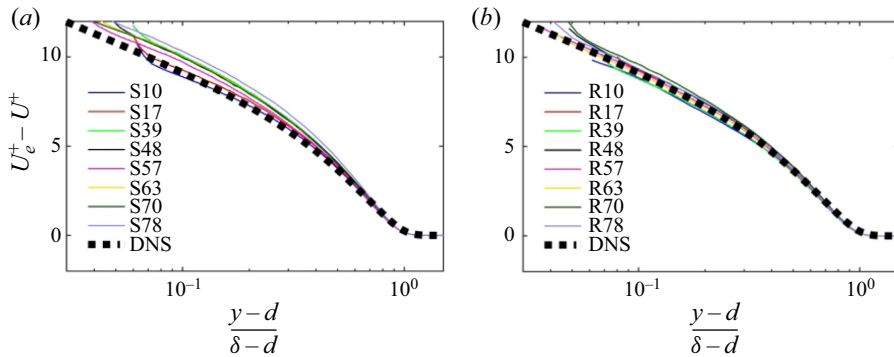 (a)
10
5
0
U_e^+ – U^+
S10
S17
S39
S48
S57
S63
S70
S78
DNS
10^{–1}
10^0
y – d
δ – d
(b)
10
5
0
R10
R17
R39
R48
R57
R63
R70
R78
DNS
10^{–1}
10^0
y – d
δ – d